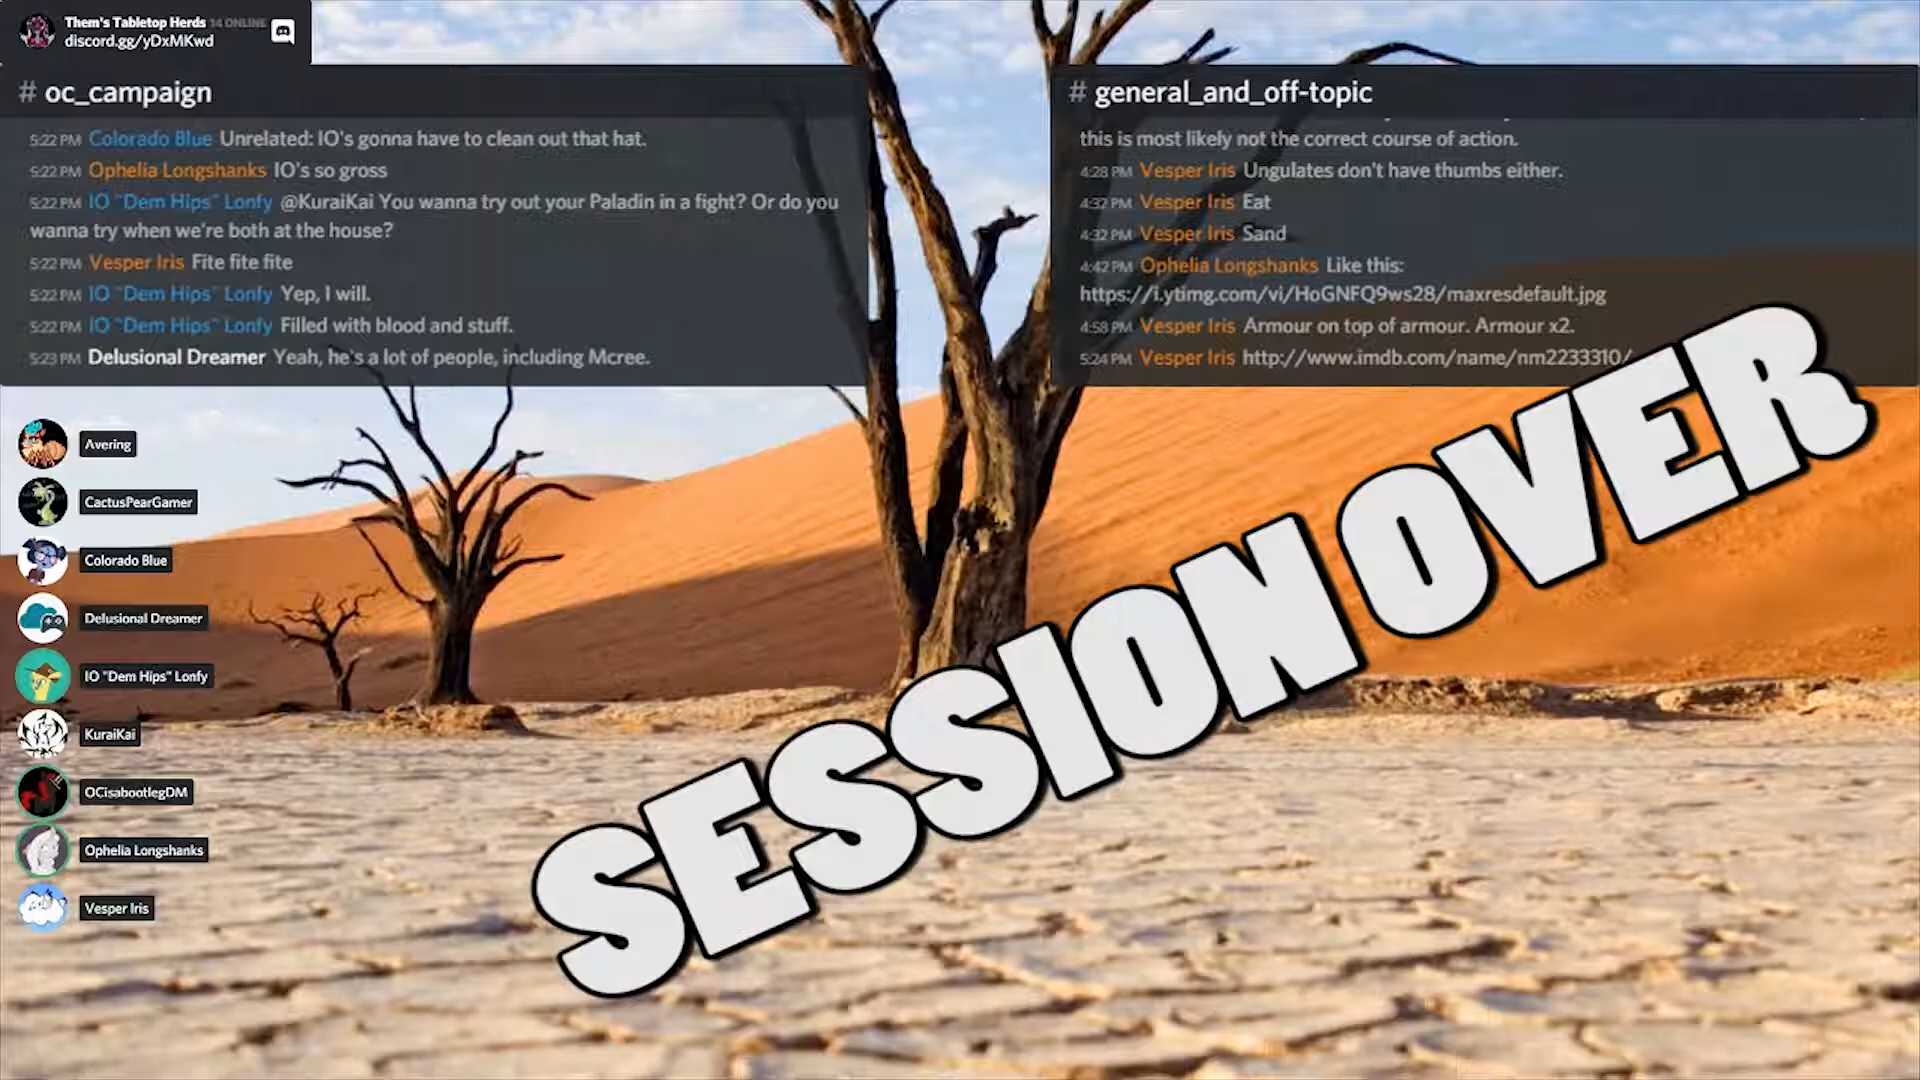 Them's Tabletop Herds 14 ONLINE
discord.gg/yDxMKwd
# oc_campaign
5:22 PM Colorado Blue Unrelated: IO's gonna have to clean out that hat.
5:22 PM Ophelia Longshanks IO's so gross
5:22 PM IO "Dem Hips" Lonfy @KuraiKai You wanna try out your Paladin in a fight? Or do you
wanna try when we're both at the house?
5:22 PM Vesper Iris Fite fite fite
5:22 PM IO "Dem Hips" Lonfy Yep, I will.
5:22 PM IO "Dem Hips" Lonfy Filled with blood and stuff.
5:23 PM Delusional Dreamer Yeah, he's a lot of people, including Mcree.
# general_and_off-topic
this is most likely not the correct course of action.
4:28 PM Vesper Iris Ungulates don't have thumbs either.
4:32 PM Vesper Iris Eat
4:32 PM Vesper Iris Sand
4:42 PM Ophelia Longshanks Like this:
https://i.ytimg.com/vi/HoGNFQ9ws28/maxresdefault.jpg
4:58 PM Vesper Iris Armour on top of armour. Armour x2.
5:24 PM Vesper Iris http://www.imdb.com/name/nm2233310/
Avering
CactusPearGamer
Colorado Blue
Delusional Dreamer
IO "Dem Hips" Lonfy
KuraiKai
OCisabootlegDM
Ophelia Longshanks
Vesper Iris
SESSION OVER